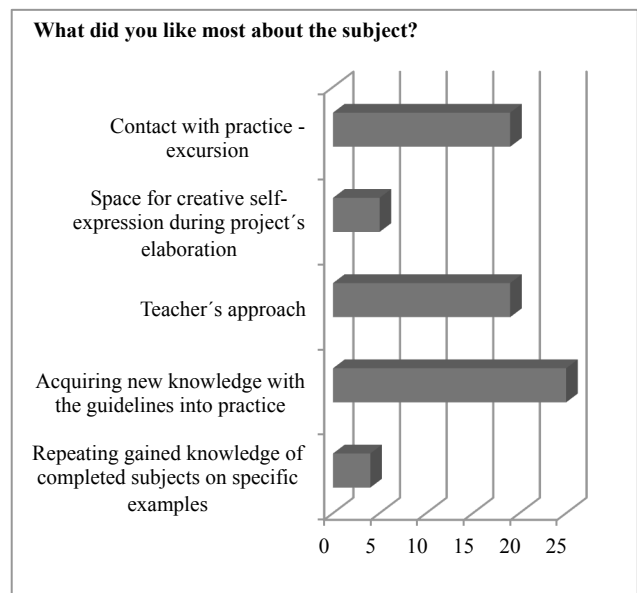 What did you like most about the subject?
Contact with practice -
excursion
Space for creative self-
expression during project´s
elaboration
Teacher´s approach
Acquiring new knowledge with
the guidelines into practice
Repeating gained knowledge of
completed subjects on specific
examples
0 5 10 15 20 25